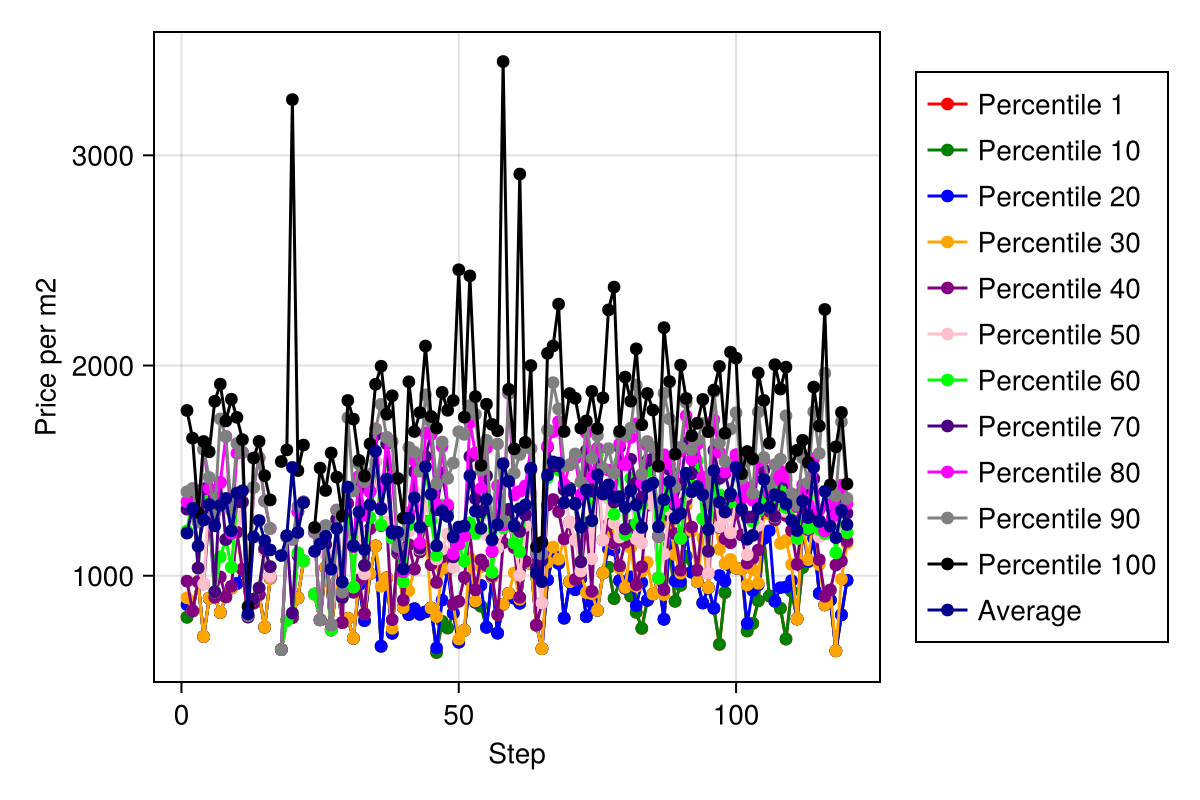 3000
2000
1000
Price per m2
0
50
100
Step
Percentile 1
Percentile 10
Percentile 20
Percentile 30
Percentile 40
Percentile 50
Percentile 60
Percentile 70
Percentile 80
Percentile 90
Percentile 100
Average